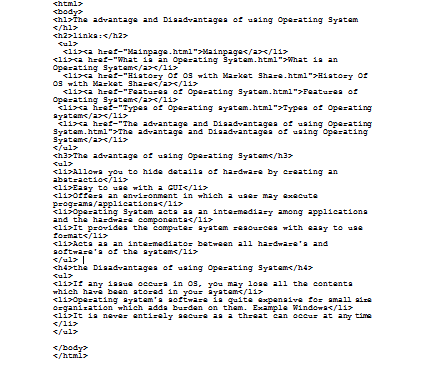 <html>
<body>
<h1>The advantage and Disadvantages of using Operating System
</h1>
<h2>links:</h2>
<ul>
<li><a href="Mainpage.html">Mainpage</a></li>
<li><a href="What is an Operating System.html">What is an
Operating System</a></li>
<li><a href="History Of OS with Market Share.html">History Of
OS with Market Share</a></li>
<li><a href="Features of Operating System.html">Features of
Operating System</a></li>
<li><a href="Types of Operating system.html">Types of Operating
system</a></li>
<li><a href="The advantage and Disadvantages of using Operating
System.html">The advantage and Disadvantages of using Operating
System</a></li>
</ul>
<h3>The advantage of using Operating System</h3>
<ul>
<li>Allows you to hide details of hardware by creating an
abstractio</li>
<li>Easy to use with a GUI</li>
<li>Offers an environment in which a user may execute
programs/applications</li>
<li>Operating System acts as an intermediary among applications
and the hardware components</li>
<li>It provides the computer system resources with easy to use
format</li>
<li>Acts as an intermediator between all hardware's and
software's of the system</li>
</ul>
<h4>the Disadvantages of using Operating System</h4>
<ul>
<li>If any issue occurs in OS, you may lose all the contents
which have been stored in your system</li>
<li>Operating system's software is quite expensive for small size
organization which adds burden on them. Example Windows</li>
<li>It is never entirely secure as a threat can occur at any time
</li>
</ul>
</body>
</html>